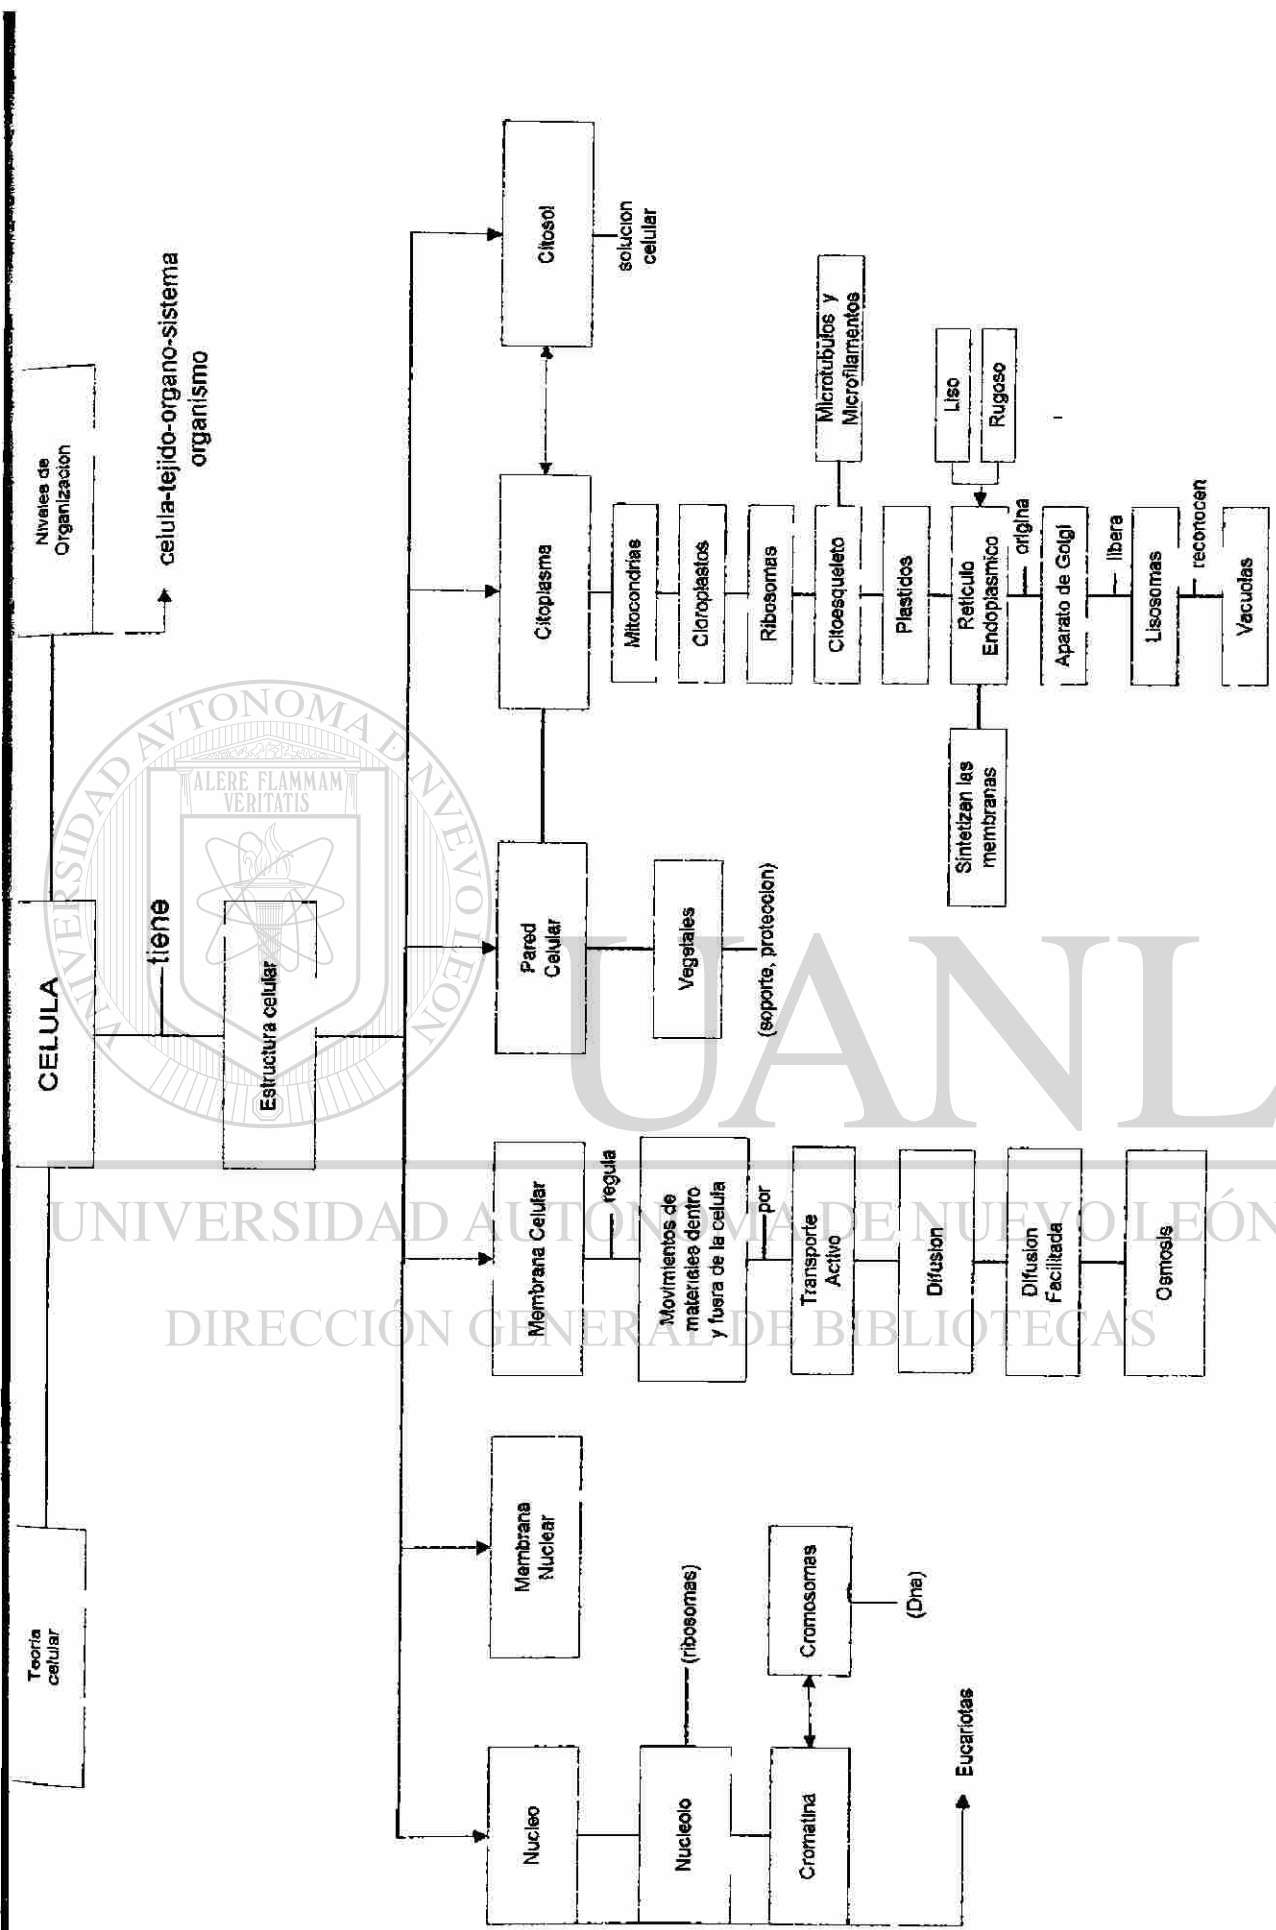 Teoria
celular
CELULA
Niveles de
Organizacion
celula-tejido-organo-sistema
organismo
tiene
Estructura celular
Nucleo
Nucleolo
(ribosomas)
Cromatina
Cromosomas
(Dna)
Eucariotas
Membrana
Nuclear
Membrana Celular
regula
Movimientos de
materiales dentro
y fuera de la celula
por
Transporte
Activo
Difusion
Difusion
Facilitada
Osmosis
Pared
Celular
Vegetales
(soporte, proteccion)
Citoplasma
Mitocondrias
Cloroplastos
Ribosomas
Citoesqueleto
Microtubulos y
Microfilamentos
Plastidos
Reticulo
Endoplasmico
Liso
Rugoso
Sintetizan las
membranas
origina
Aparato de Golgi
libera
Lisosomas
reconocen
Vacuolas
Citosol
solucion
celular
UNIVERSIDAD AVTONOMA D NVEVO LEON
ALERE FLAMMAM
VERITATIS
UANL
UNIVERSIDAD AUTÓNOMA DE NUEVO LEÓN
DIRECCIÓN GENERAL DE BIBLIOTECAS